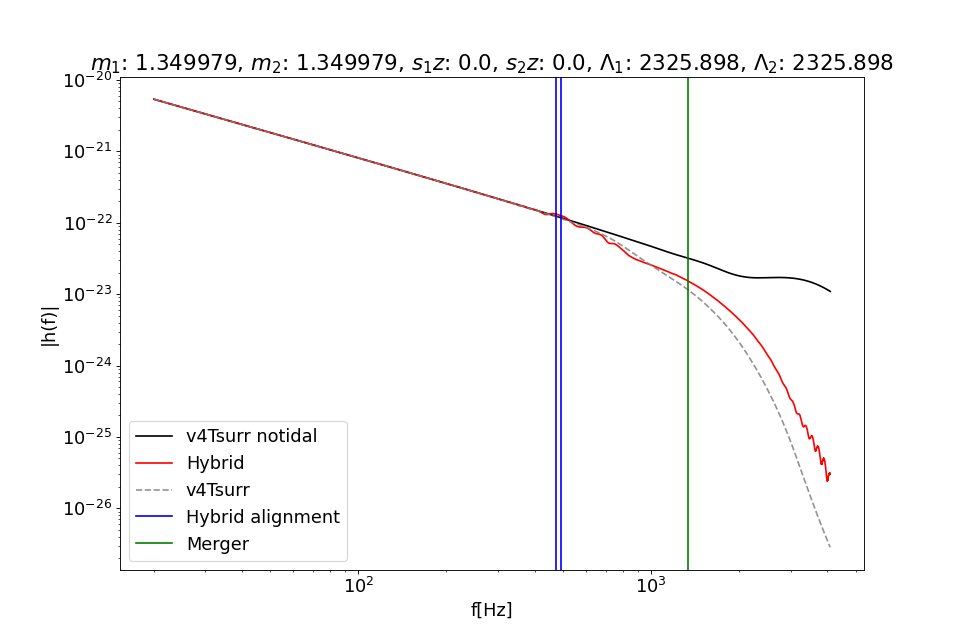 m₁: 1.349979, m₂: 1.349979, s₁z: 0.0, s₂z: 0.0, Λ₁: 2325.898, Λ₂: 2325.898
10⁻²⁰
10⁻²¹
10⁻²²
10⁻²³
10⁻²⁴
10⁻²⁵
10⁻²⁶
|h(f)|
v4Tsurr notidal
Hybrid
v4Tsurr
Hybrid alignment
Merger
10²
10³
f[Hz]